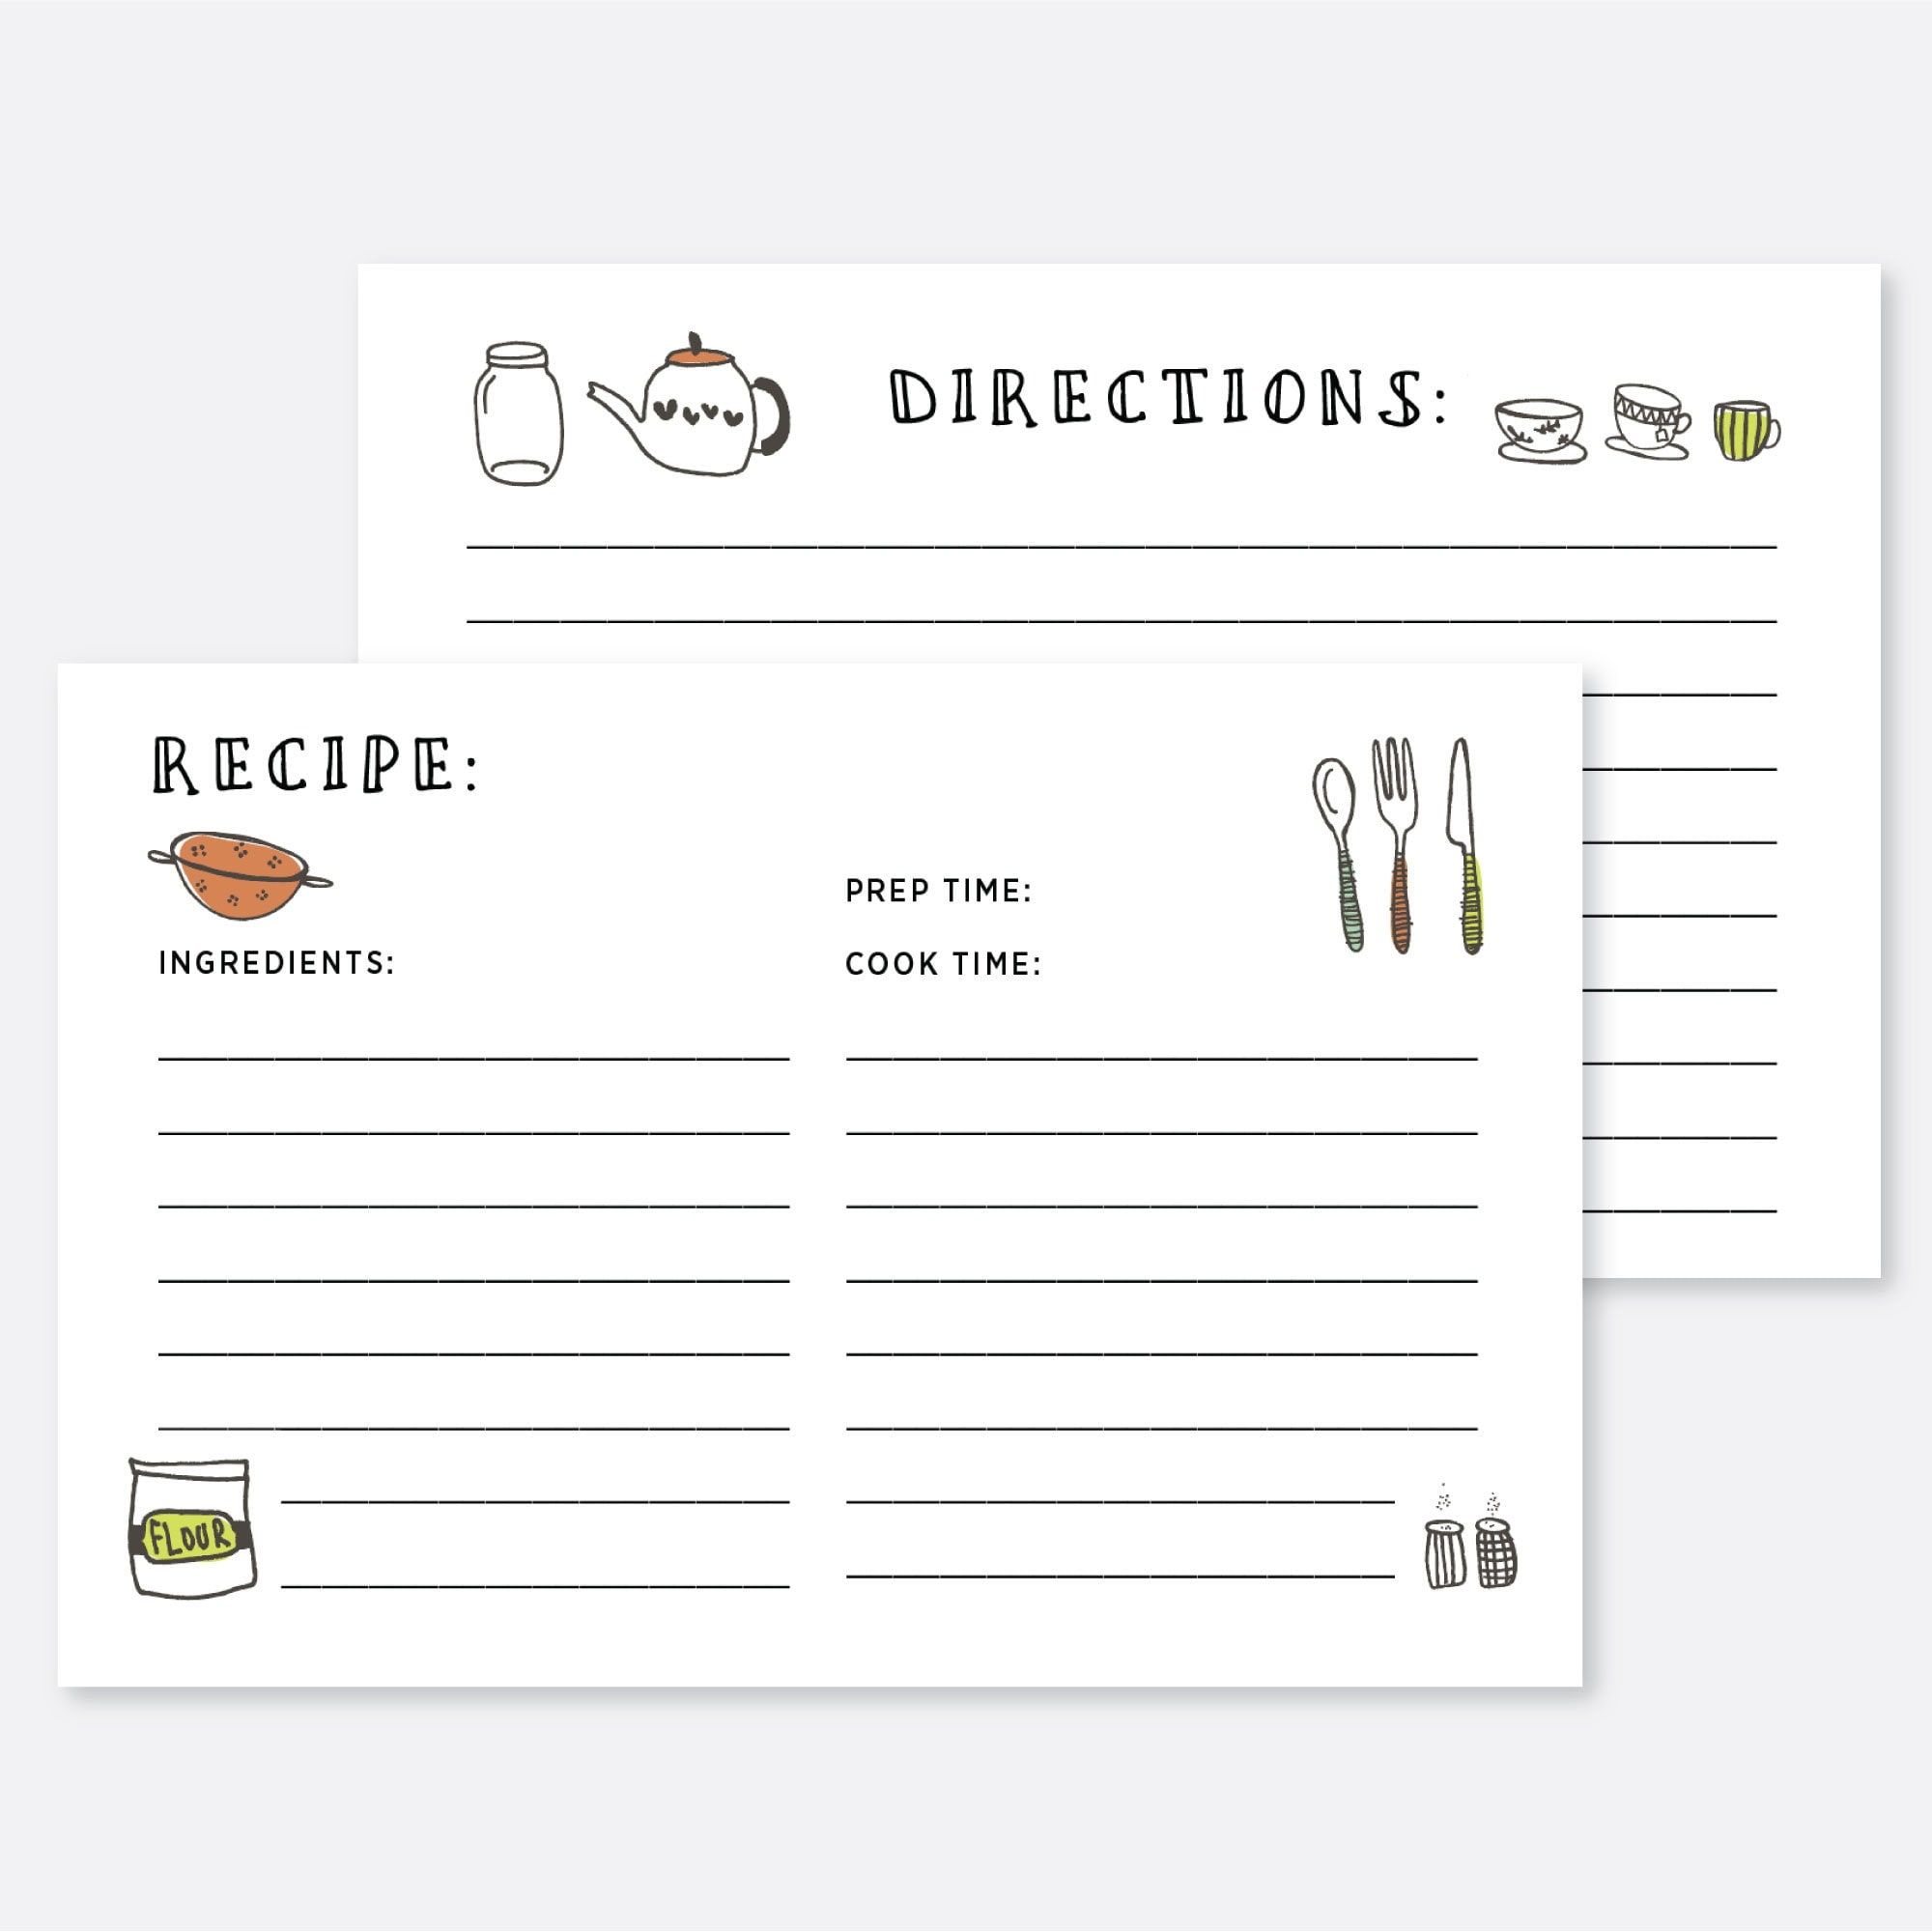 DIRECTIONS:
RECIPE:
PREP TIME:
INGREDIENTS:
COOK TIME:
FLOUR